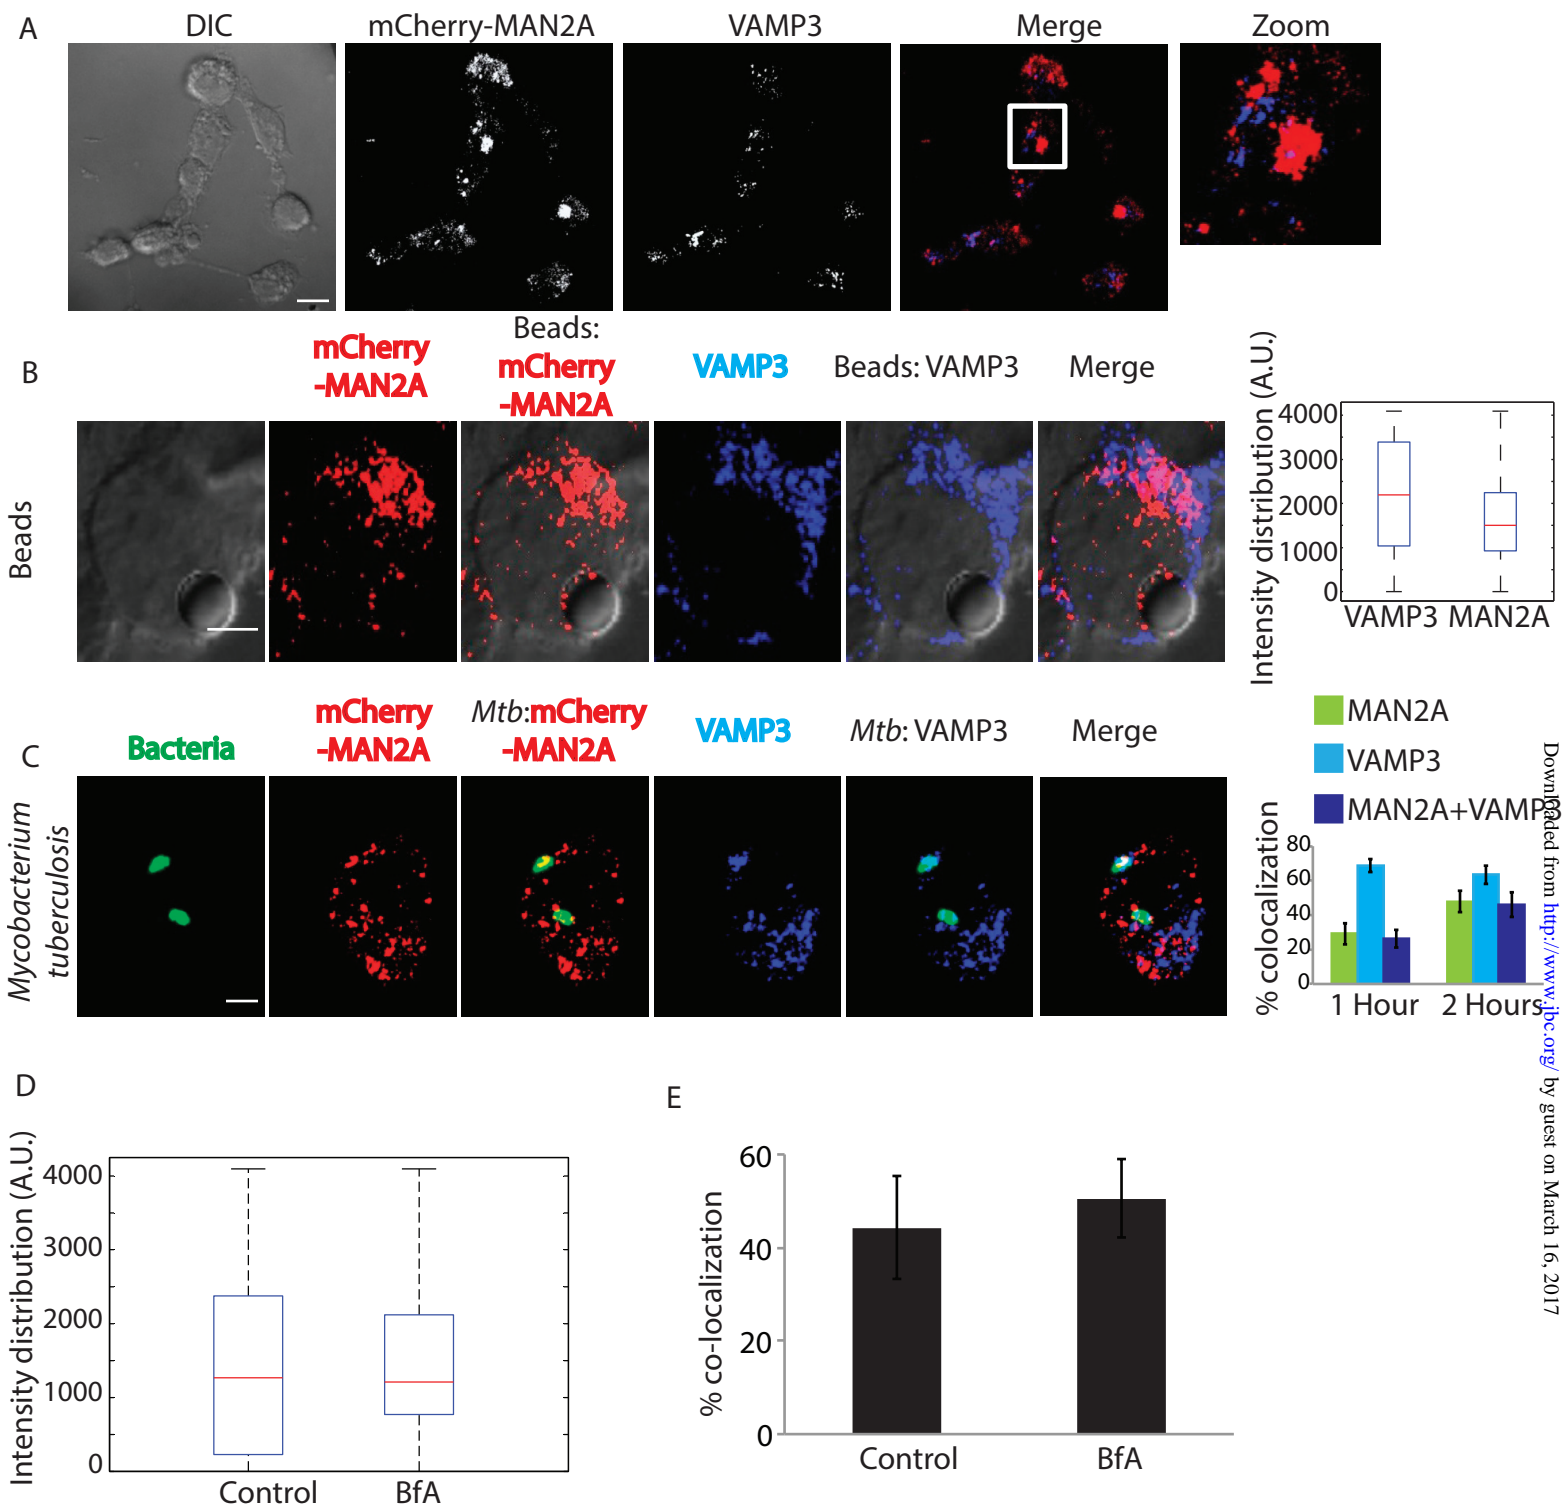 A
DIC
mCherry-MAN2A
VAMP3
Merge
Zoom
B
mCherry
-MAN2A
Beads:
mCherry
-MAN2A
VAMP3
Beads: VAMP3
Merge
Beads
Intensity distribution (A.U.)
4000
3000
2000
1000
0
VAMP3 MAN2A
C
Bacteria
mCherry
-MAN2A
Mtb:mCherry
-MAN2A
VAMP3
Mtb: VAMP3
Merge
Mycobacterium
tuberculosis
MAN2A
VAMP3
MAN2A+VAMP3
% colocalization
80
60
40
20
0
1 Hour 2 Hours
D
Intensity distribution (A.U.)
4000
3000
2000
1000
0
Control BfA
E
% co-localization
60
40
20
0
Control BfA
Downloaded from http://www.jbc.org/ by guest on March 16, 2017